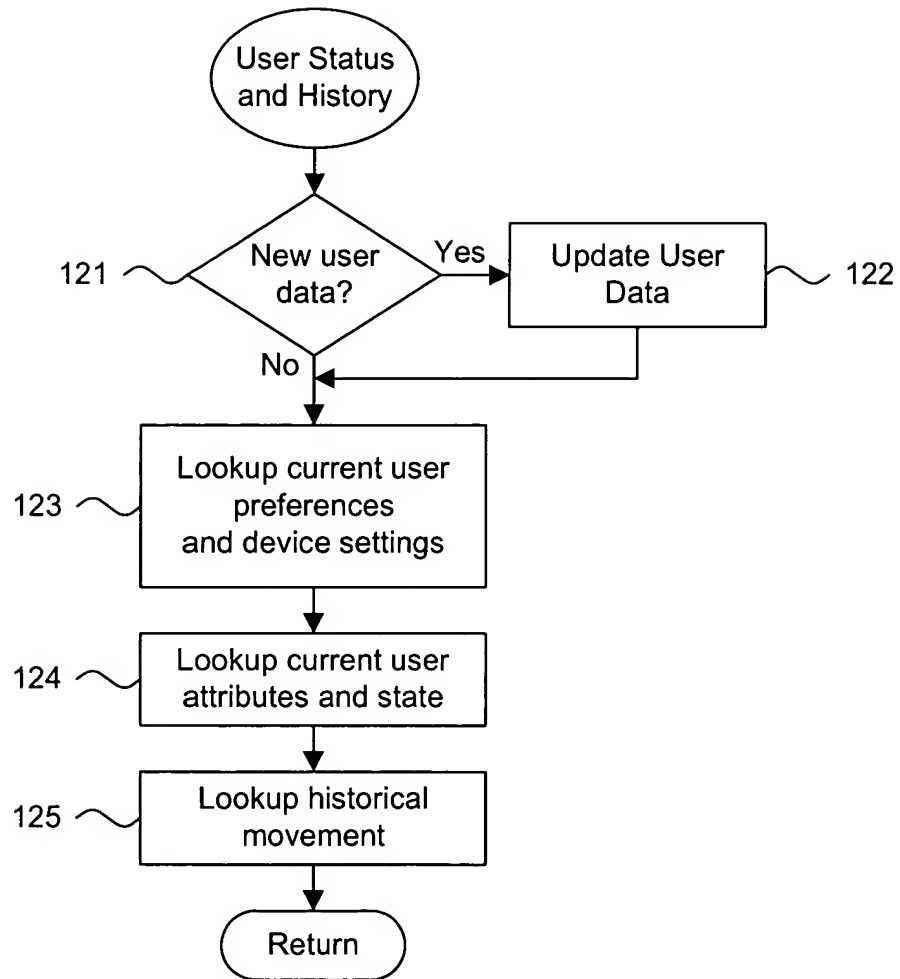 User Status
and History
121
New user
data?
Yes
Update User
Data
122
No
123
Lookup current user
preferences
and device settings
124
Lookup current user
attributes and state
125
Lookup historical
movement
Return